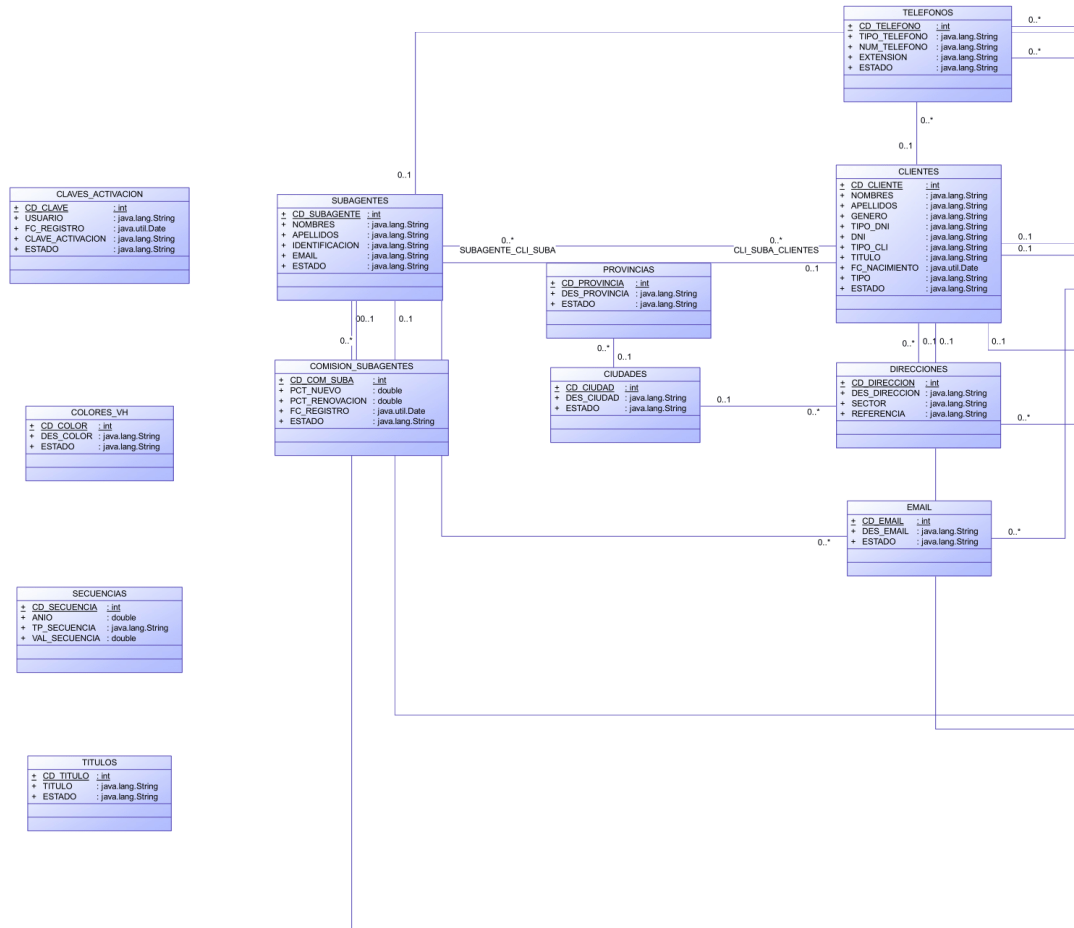 TELEFONOS
+ CD_TELEFONO : int
+ TIPO_TELEFONO : java.lang.String
+ NUM_TELEFONO : java.lang.String
+ EXTENSION : java.lang.String
+ ESTADO : java.lang.String
0..*
0..*
0..*
0..1
0..1
CLAVES_ACTIVACION
+ CD_CLAVE : int
+ USUARIO : java.lang.String
+ FC_REGISTRO : java.util.Date
+ CLAVE_ACTIVACION : java.lang.String
+ ESTADO : java.lang.String
SUBAGENTES
+ CD_SUBAGENTE : int
+ NOMBRES : java.lang.String
+ APELLIDOS : java.lang.String
+ IDENTIFICACION : java.lang.String
+ EMAIL : java.lang.String
+ ESTADO : java.lang.String
0..*
SUBAGENTE_CLI_SUBA
0..*
CLI_SUBA_CLIENTES
0..1
CLIENTES
+ CD_CLIENTE : int
+ NOMBRES : java.lang.String
+ APELLIDOS : java.lang.String
+ GENERO : java.lang.String
+ TIPO_DNI : java.lang.String
+ DNI : java.lang.String
+ TIPO_CLI : java.lang.String
+ TITULO : java.lang.String
+ FC_NACIMIENTO : java.util.Date
+ TIPO : java.lang.String
+ ESTADO : java.lang.String
0..1
0..1
PROVINCIAS
+ CD_PROVINCIA : int
+ DES_PROVINCIA : java.lang.String
+ ESTADO : java.lang.String
0..1
0..1
0..*
0..*
0..1
0..*
0..1
0..1
0..1
COMISION_SUBAGENTES
+ CD_COM_SUBA : int
+ PCT_NUEVO : double
+ PCT_RENOVACION : double
+ FC_REGISTRO : java.util.Date
+ ESTADO : java.lang.String
CIUDADES
+ CD_CIUDAD : int
+ DES_CIUDAD : java.lang.String
+ ESTADO : java.lang.String
0..1
0..*
DIRECCIONES
+ CD_DIRECCION : int
+ DES_DIRECCION : java.lang.String
+ SECTOR : java.lang.String
+ REFERENCIA : java.lang.String
0..*
COLORES_VH
+ CD_COLOR : int
+ DES_COLOR : java.lang.String
+ ESTADO : java.lang.String
EMAIL
+ CD_EMAIL : int
+ DES_EMAIL : java.lang.String
+ ESTADO : java.lang.String
0..*
0..*
SECUENCIAS
+ CD_SECUENCIA : int
+ ANIO : double
+ TP_SECUENCIA : java.lang.String
+ VAL_SECUENCIA : double
TITULOS
+ CD_TITULO : int
+ TITULO : java.lang.String
+ ESTADO : java.lang.String